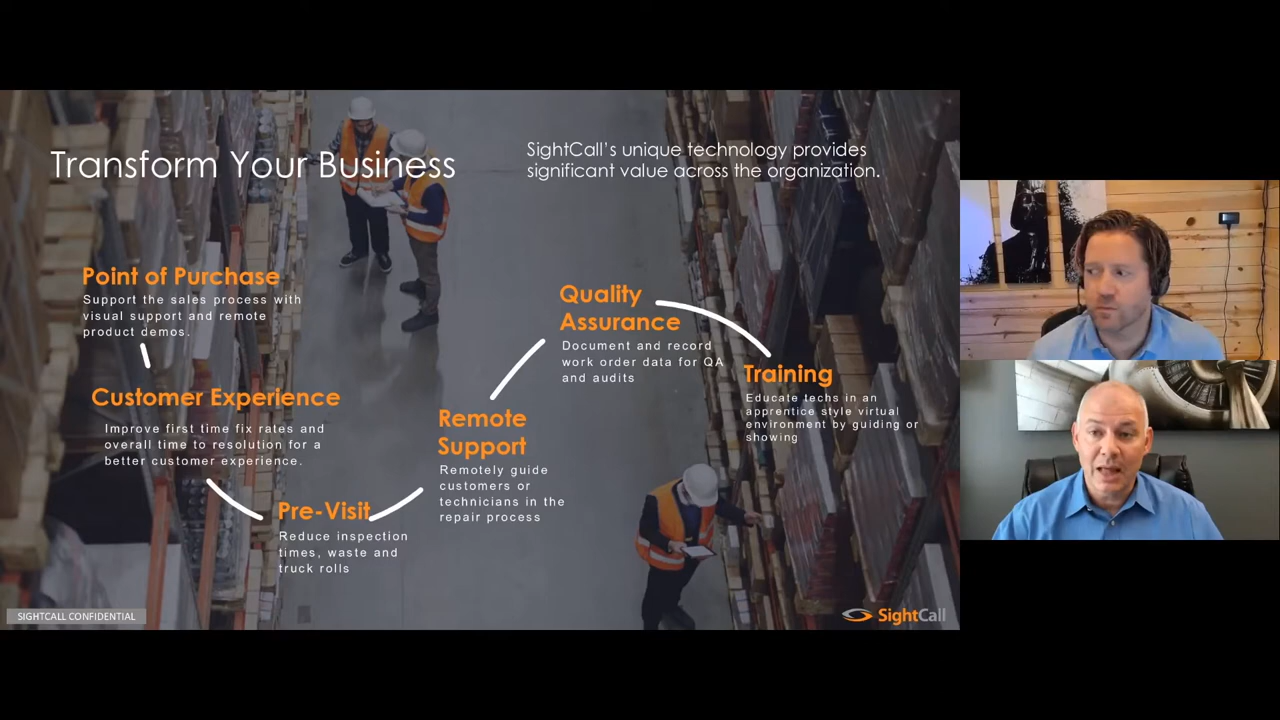 Transform Your Business
SightCall’s unique technology provides
significant value across the organization.
Point of Purchase
Support the sales process with
visual support and remote
product demos.
Customer Experience
Improve first time fix rates and
overall time to resolution for a
better customer experience.
Pre-Visit
Reduce inspection
times, waste and
truck rolls
Remote
Support
Remotely guide
customers or
technicians in the
repair process
Quality
Assurance
Document and record
work order data for QA
and audits
Training
Educate techs in an
apprentice style virtual
environment by guiding or
showing
SIGHTCALL CONFIDENTIAL
SightCall